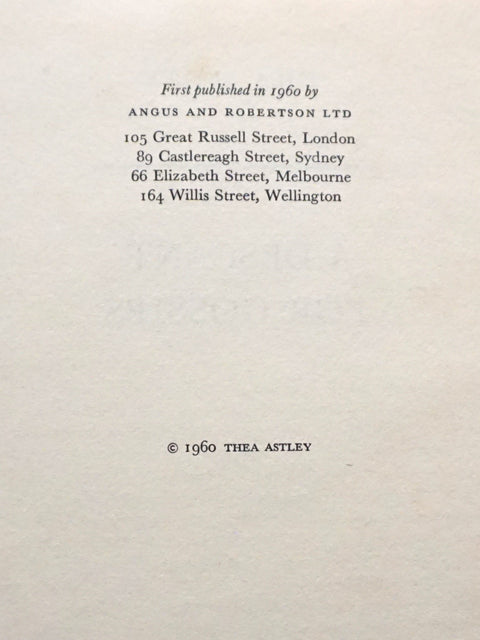 First published in 1960 by
ANGUS AND ROBERTSON LTD
105 Great Russell Street, London
89 Castlereagh Street, Sydney
66 Elizabeth Street, Melbourne
164 Willis Street, Wellington
© 1960 THEA ASTLEY